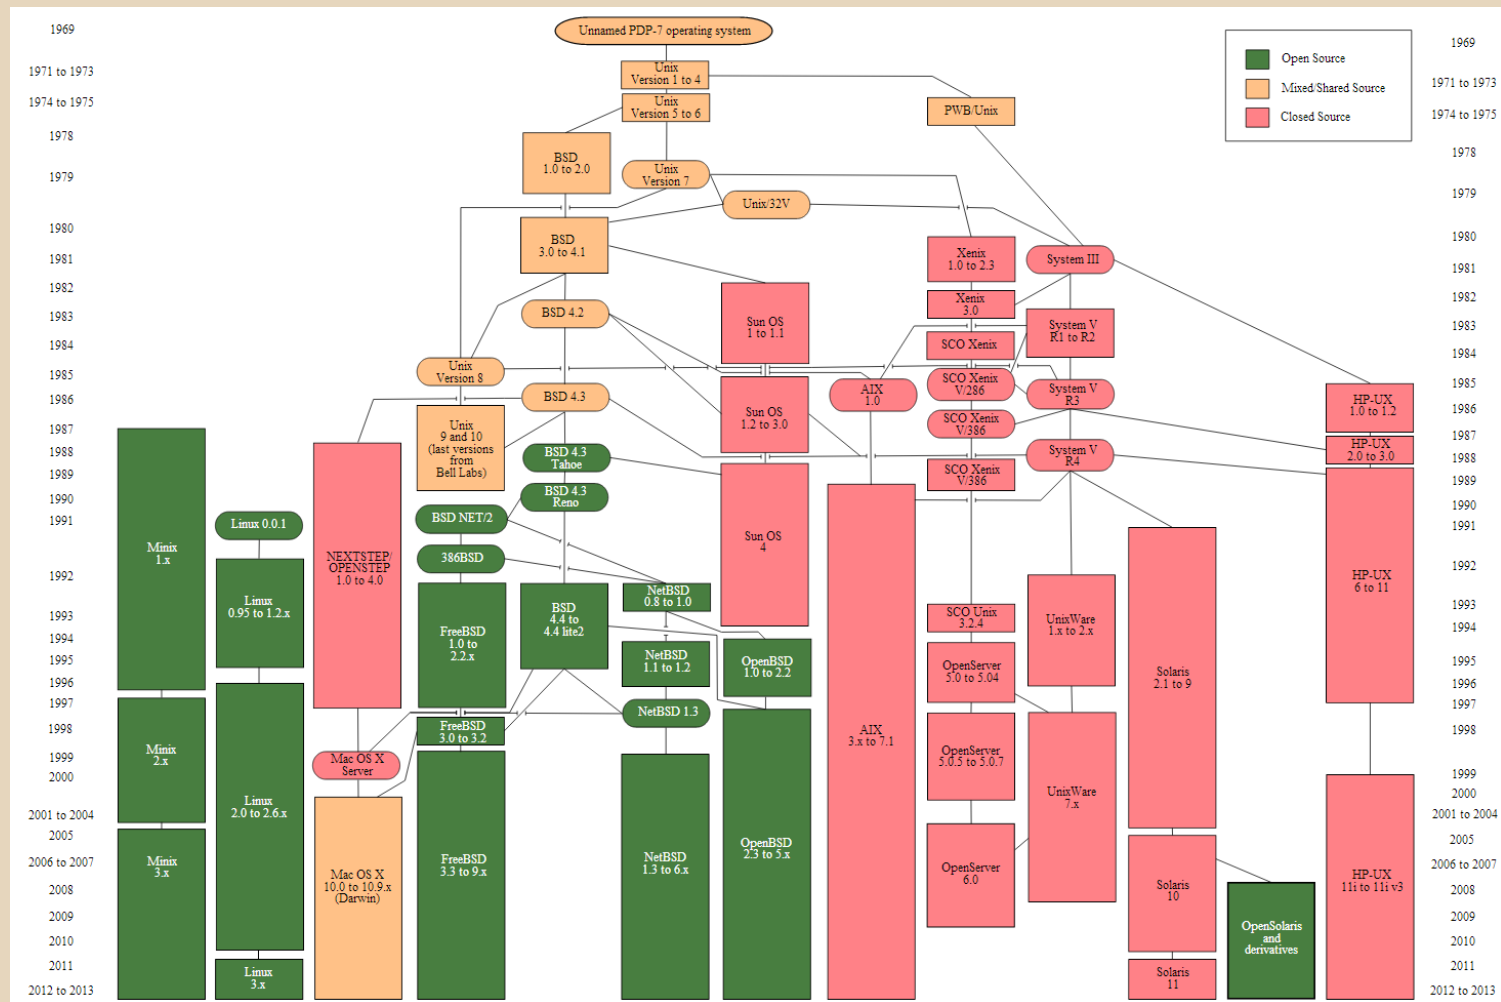 Unnamed PDP-7 operating system
1969
1971 to 1973
1974 to 1975
1978
1979
1980
1981
1982
1983
1984
1985
1986
1987
1988
1989
1990
1991
1992
1993
1994
1995
1996
1997
1998
1999
2000
2001 to 2004
2005
2006 to 2007
2008
2009
2010
2011
2012 to 2013
Open Source
Mixed/Shared Source
Closed Source
Unix
Version 1 to 4
Unix
Version 5 to 6
PWB/Unix
BSD
1.0 to 2.0
Unix
Version 7
Unix/32V
BSD
3.0 to 4.1
Xenix
1.0 to 2.3
System III
Xenix
3.0
BSD 4.2
Sun OS
1 to 1.1
System V
R1 to R2
SCO Xenix
Unix
Version 8
SCO Xenix
V/286
AIX
1.0
System V
R3
BSD 4.3
HP-UX
1.0 to 1.2
Sun OS
1.2 to 3.0
SCO Xenix
V/386
Unix
9 and 10
(last versions
from
Bell Labs)
HP-UX
2.0 to 3.0
BSD 4.3
Tahoe
System V
R4
SCO Xenix
V/386
BSD 4.3
Reno
BSD NET/2
Linux 0.0.1
Sun OS
4
Minix
1.x
386BSD
NEXTSTEP/
OPENSTEP
1.0 to 4.0
HP-UX
6 to 11
Linux
0.95 to 1.2.x
NetBSD
0.8 to 1.0
BSD
4.4 to
4.4 lite2
SCO Unix
3.2.4
UnixWare
1.x to 2.x
FreeBSD
1.0 to
2.2.x
NetBSD
1.1 to 1.2
OpenBSD
1.0 to 2.2
OpenServer
5.0 to 5.04
Solaris
2.1 to 9
NetBSD 1.3
FreeBSD
3.0 to 3.2
AIX
3.x to 7.1
Minix
2.x
Mac OS X
Server
OpenServer
5.0.5 to 5.0.7
UnixWare
7.x
Linux
2.0 to 2.6.x
OpenBSD
2.3 to 5.x
Minix
3.x
FreeBSD
3.3 to 9.x
NetBSD
1.3 to 6.x
OpenServer
6.0
Mac OS X
10.0 to 10.9.x
(Darwin)
HP-UX
11i to 11i v3
Solaris
10
OpenSolaris
and
derivatives
Linux
3.x
Solaris
11
1969
1971 to 1973
1974 to 1975
1978
1979
1980
1981
1982
1983
1984
1985
1986
1987
1988
1989
1990
1991
1992
1993
1994
1995
1996
1997
1998
1999
2000
2001 to 2004
2005
2006 to 2007
2008
2009
2010
2011
2012 to 2013